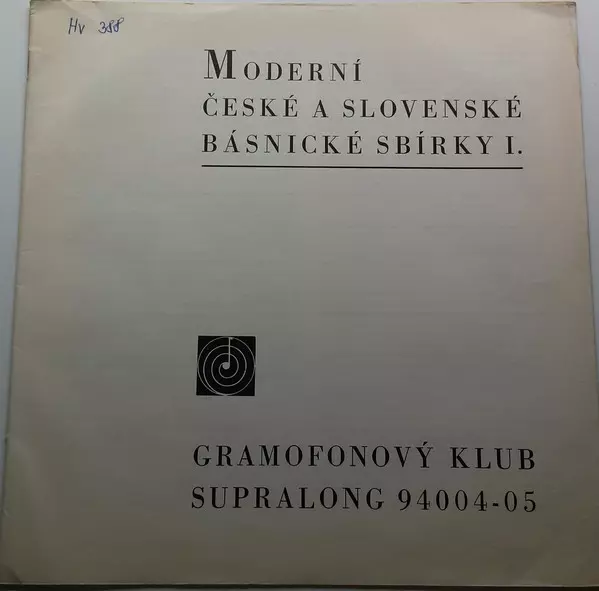 Hv 388
MODERNÍ
ČESKÉ A SLOVENSKÉ
BÁSNICKÉ SBÍRKY I.
GRAMOFONOVÝ KLUB
SUPRALONG 94004-05